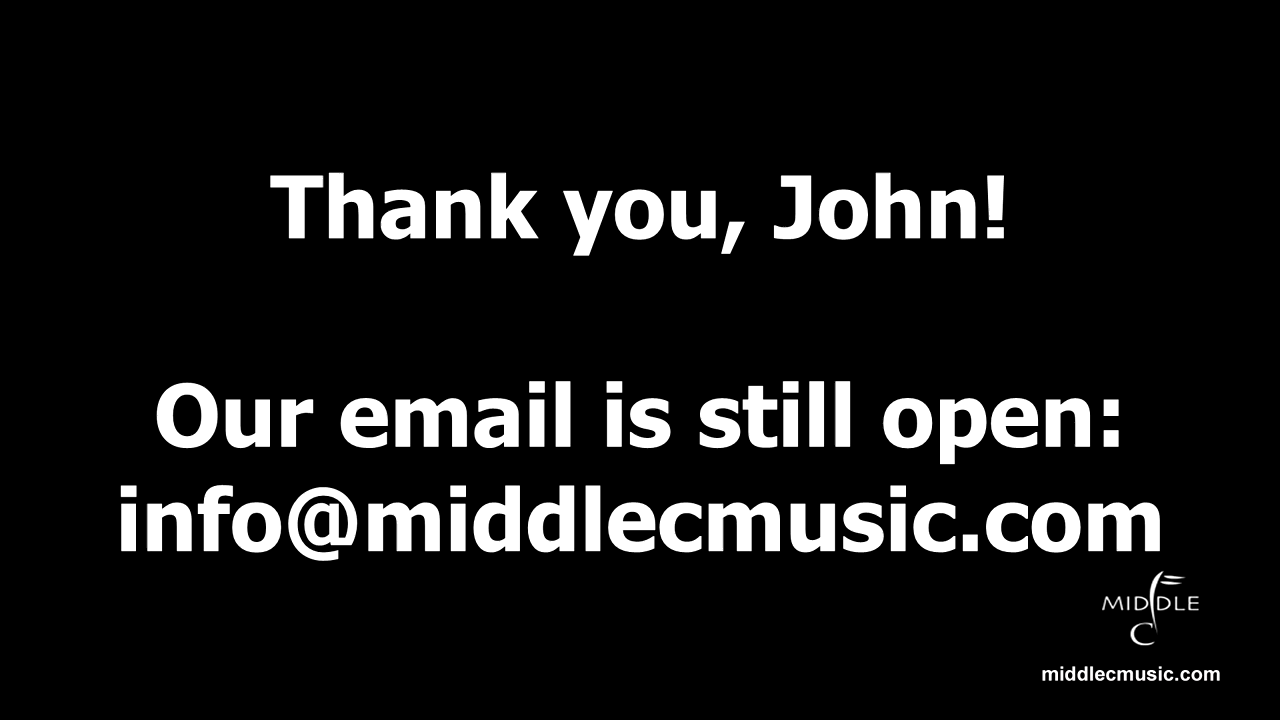 Thank you, John!
Our email is still open:
info@middlecmusic.com
MIDDLE
C
middlecmusic.com